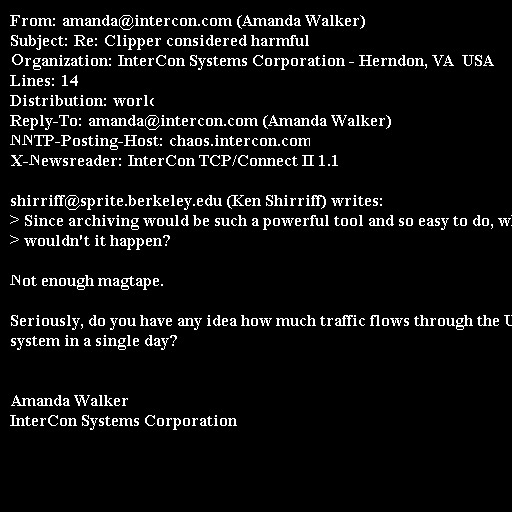 From: amanda@intercon.com (Amanda Walker)
Subject: Re: Clipper considered harmful
Organization: InterCon Systems Corporation - Herndon, VA  USA
Lines: 14
Distribution: world
Reply-To: amanda@intercon.com (Amanda Walker)
NNTP-Posting-Host: chaos.intercon.com
X-Newsreader: InterCon TCP/Connect II 1.1

shirriff@sprite.berkeley.edu (Ken Shirriff) writes:
> Since archiving would be such a powerful tool and so easy to do,
> wouldn't it happen?

Not enough magtape.

Seriously, do you have any idea how much traffic flows through the
system in a single day?

Amanda Walker
InterCon Systems Corporation